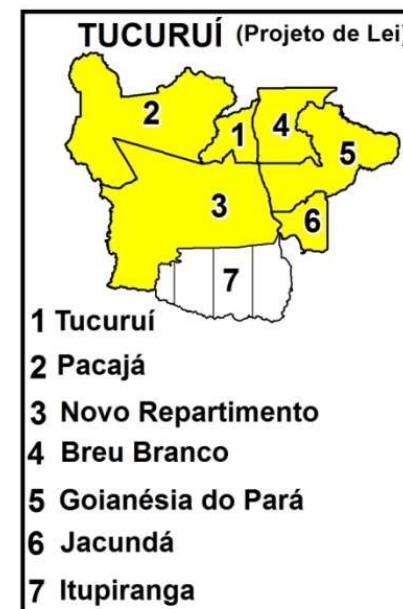 TUCURUÍ (Projeto de Lei)
2
1
4
5
3
6
7
1 Tucuruí
2 Pacajá
3 Novo Repartimento
4 Breu Branco
5 Goianésia do Pará
6 Jacundá
7 Itupiranga